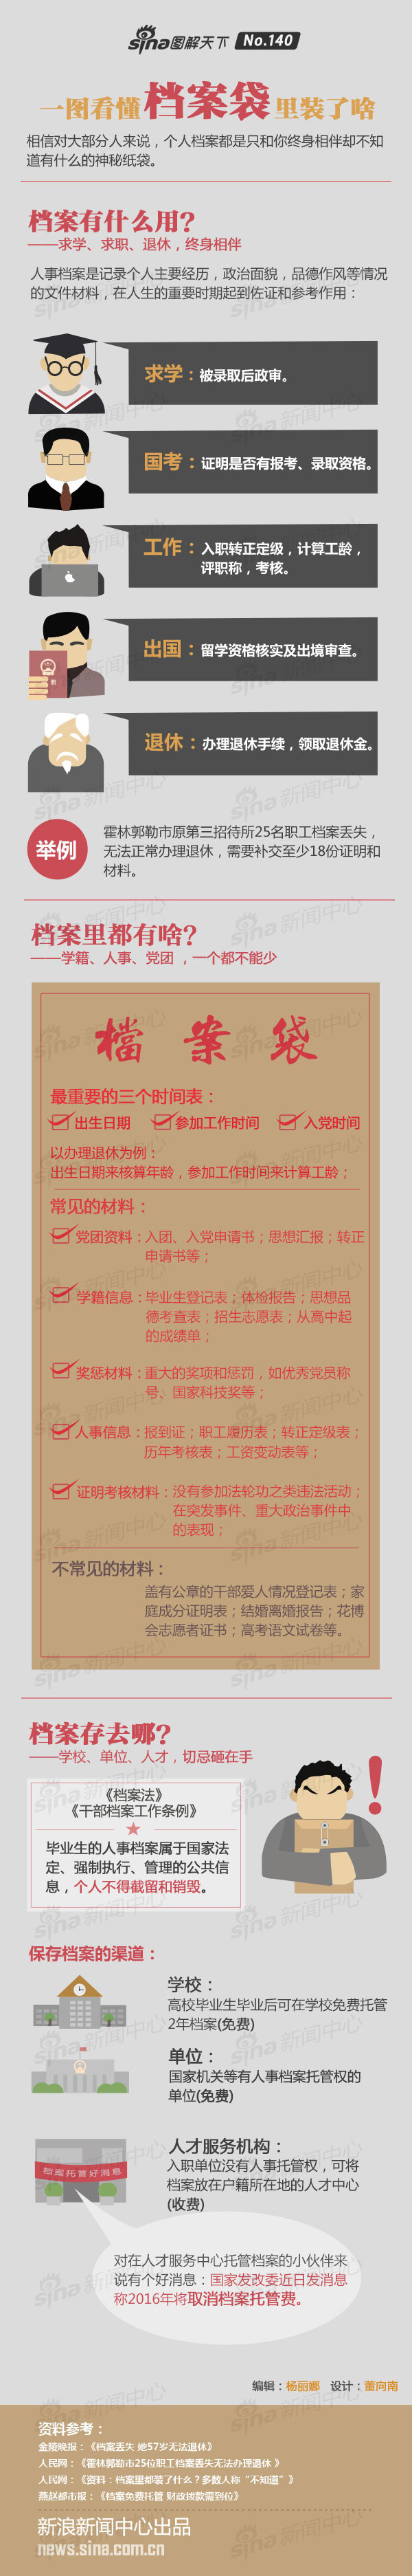 sina图解天下 No.140
一图看懂档案袋里装了啥
相信对大部分人来说，个人档案都是只和你终身相伴却不知
道有什么的神秘纸袋。
档案有什么用？
——求学、求职、退休，终身相伴
人事档案是记录个人主要经历，政治面貌，品德作风等情况
的文件材料，在人生的重要时期起到佐证和参考作用：
求学：被录取后政审。
国考：证明是否有报考、录取资格。
工作：入职转正定级，计算工龄，
评职称，考核。
出国：留学资格核实及出境审查。
退休：办理退休手续，领取退休金。
举例
霍林郭勒市原第三招待所25名职工档案丢失，
无法正常办理退休，需要补交至少18份证明和
材料。
档案里都有啥？
——学籍、人事、党团，一个都不能少
檔案袋
最重要的三个时间表：
出生日期 参加工作时间 入党时间
以办理退休为例：
出生日期来核算年龄，参加工作时间来计算工龄；
常见的材料：
党团资料：入团、入党申请书；思想汇报；转正
申请书等；
学籍信息：毕业生登记表；体检报告；思想品
德考查表；招生志愿表；从高中起
的成绩单；
奖惩材料：重大的奖项和惩罚，如优秀党员称
号、国家科技奖等；
人事信息：报到证；职工履历表；转正定级表；
历年考核表；工资变动表等；
证明考核材料：没有参加法轮功之类违法活动；
在突发事件、重大政治事件中
的表现；
不常见的材料：
盖有公章的干部爱人情况登记表；家
庭成分证明表；结婚离婚报告；花博
会志愿者证书；高考语文试卷等。
档案存去哪？
——学校、单位、人才，切忌砸在手
《档案法》
《干部档案工作条例》
毕业生的人事档案属于国家法
定、强制执行、管理的公共信
息，个人不得截留和销毁。
保存档案的渠道：
学校：
高校毕业生毕业后可在学校免费托管
2年档案(免费)
单位：
国家机关等有人事档案托管权的
单位(免费)
档案托管好消息
人才服务机构：
入职单位没有人事托管权，可将
档案放在户籍所在地的人才中心
(收费)
对在人才服务中心托管档案的小伙伴来
说有个好消息：国家发改委近日发消息
称2016年将取消档案托管费。
编辑：杨丽娜 设计：董向南
资料参考：
金陵晚报：《档案丢失 她57岁无法退休》
人民网：《霍林郭勒市25位职工档案丢失无法办理退休 》
人民网：《资料：档案里都装了什么？多数人称“不知道”》
燕赵都市报：《档案免费托管 财政拨款需到位》
新浪新闻中心出品
news.sina.com.cn
sina新闻中心